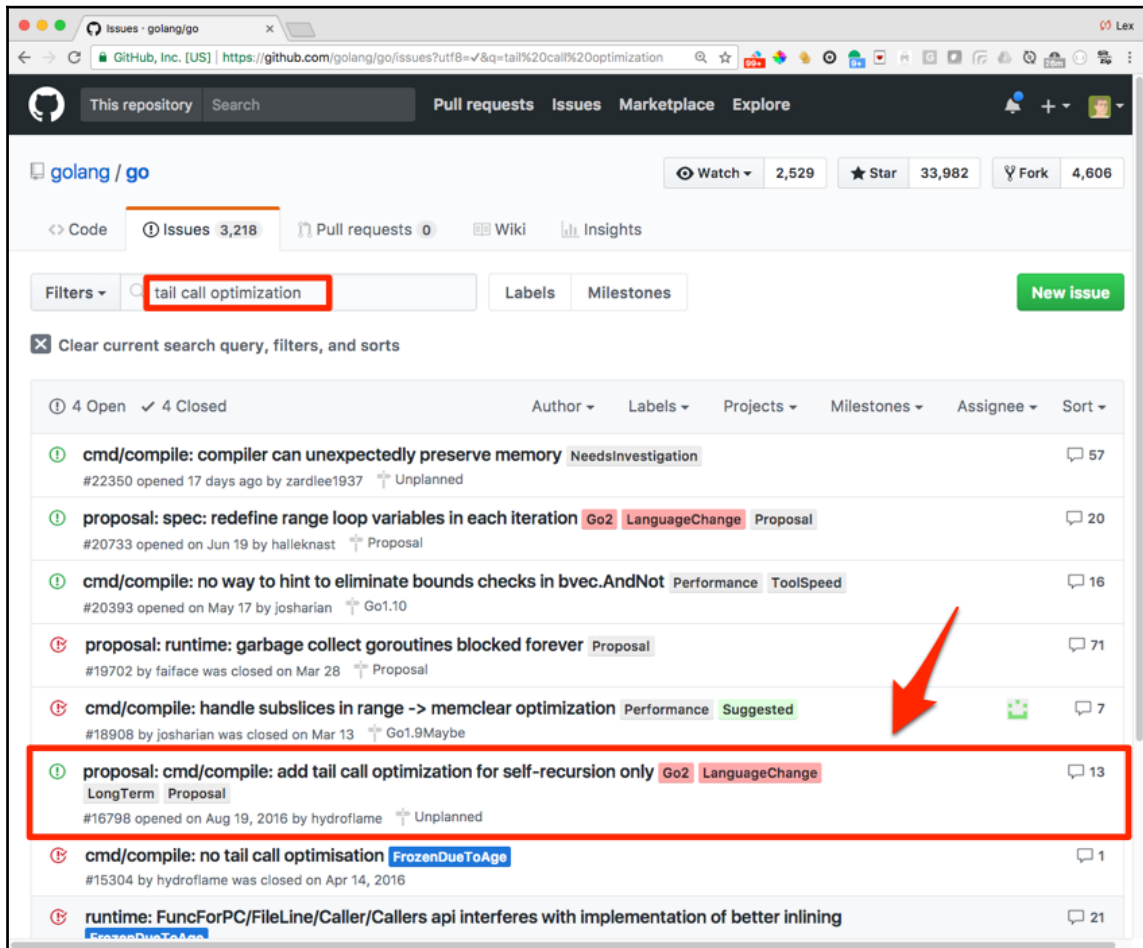 Issues · golang/go
Lex
GitHub, Inc. [US] | https://github.com/golang/go/issues?utf8=✓&q=tail%20call%20optimization
99+
9+
26m
This repository Search Pull requests Issues Marketplace Explore
golang / go
Watch 2,529 Star 33,982 Fork 4,606
Code Issues 3,218 Pull requests 0 Wiki Insights
Filters tail call optimization Labels Milestones New issue
Clear current search query, filters, and sorts
4 Open 4 Closed Author Labels Projects Milestones Assignee Sort
cmd/compile: compiler can unexpectedly preserve memory NeedsInvestigation 57
#22350 opened 17 days ago by zardlee1937 Unplanned
proposal: spec: redefine range loop variables in each iteration Go2 LanguageChange Proposal 20
#20733 opened on Jun 19 by halleknast Proposal
cmd/compile: no way to hint to eliminate bounds checks in bvec.AndNot Performance ToolSpeed 16
#20393 opened on May 17 by josharian Go1.10
proposal: runtime: garbage collect goroutines blocked forever Proposal 71
#19702 by faiface was closed on Mar 28 Proposal
cmd/compile: handle subslices in range -> memclear optimization Performance Suggested 7
#18908 by josharian was closed on Mar 13 Go1.9Maybe
proposal: cmd/compile: add tail call optimization for self-recursion only Go2 LanguageChange 13
LongTerm Proposal
#16798 opened on Aug 19, 2016 by hydroflame Unplanned
cmd/compile: no tail call optimisation FrozenDueToAge 1
#15304 by hydroflame was closed on Apr 14, 2016
runtime: FuncForPC/FileLine/Caller/Callers api interferes with implementation of better inlining 21
FrozenDueToAge